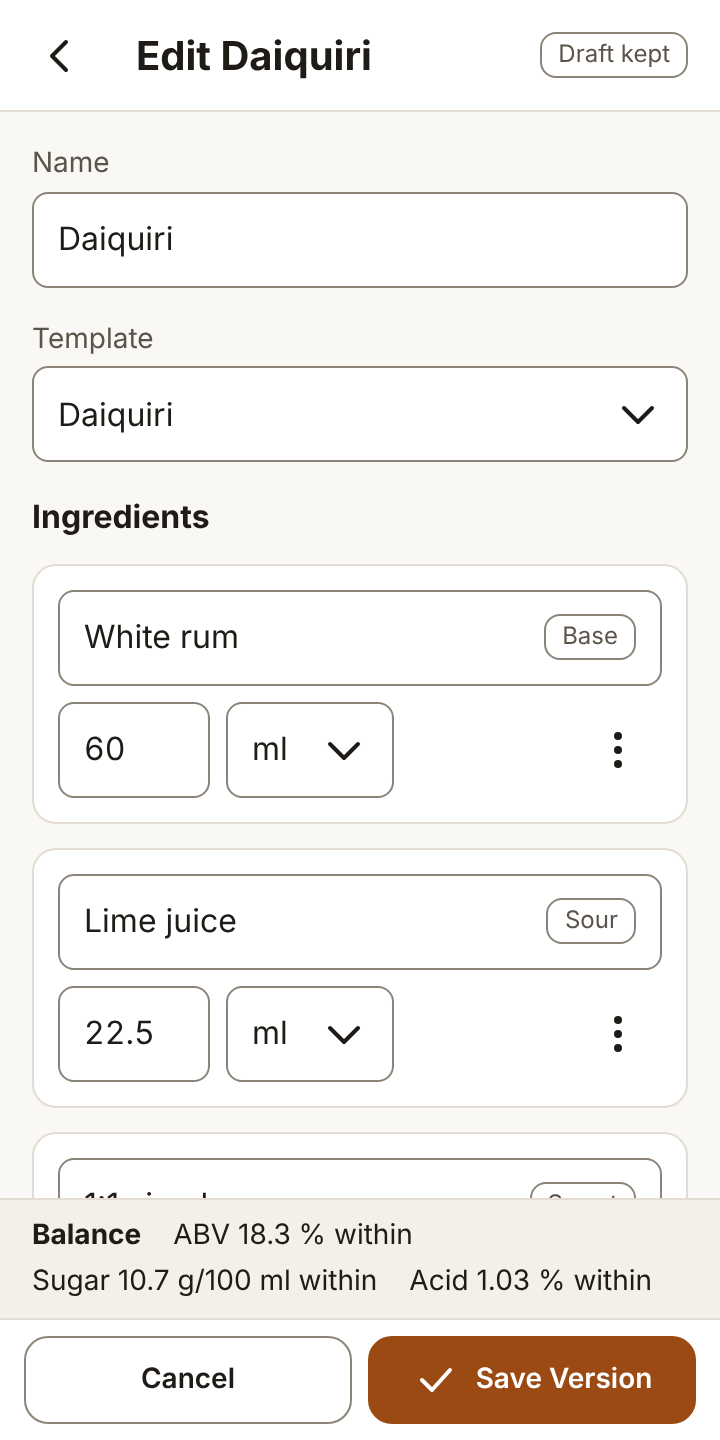 Edit Daiquiri
Draft kept
Name
Daiquiri
Template
Daiquiri
Ingredients
White rum
Base
60
ml
Lime juice
Sour
22.5
ml
Balance ABV 18.3 % within
Sugar 10.7 g/100 ml within Acid 1.03 % within
Cancel
Save Version